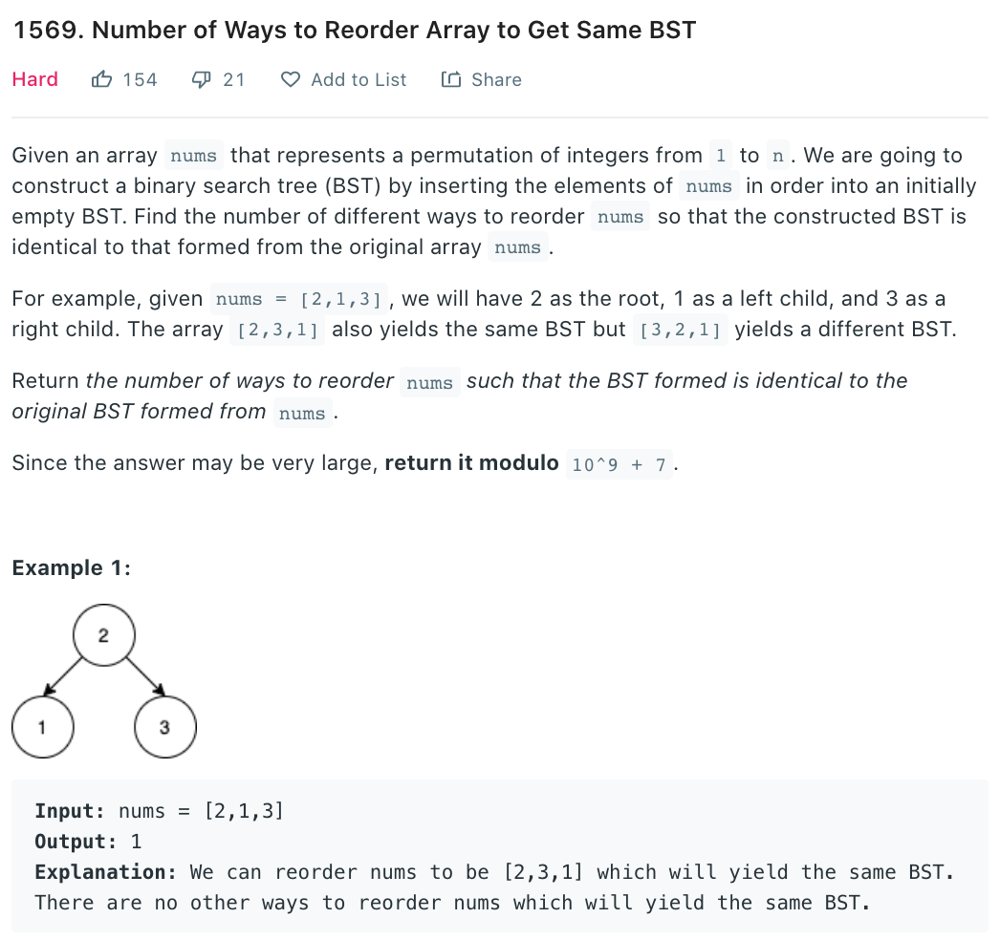 1569. Number of Ways to Reorder Array to Get Same BST
Hard 154 21 Add to List Share
Given an array nums that represents a permutation of integers from 1 to n. We are going to
construct a binary search tree (BST) by inserting the elements of nums in order into an initially
empty BST. Find the number of different ways to reorder nums so that the constructed BST is
identical to that formed from the original array nums.
For example, given nums = [2,1,3], we will have 2 as the root, 1 as a left child, and 3 as a
right child. The array [2,3,1] also yields the same BST but [3,2,1] yields a different BST.
Return the number of ways to reorder nums such that the BST formed is identical to the
original BST formed from nums.
Since the answer may be very large, return it modulo 10^9 + 7.
Example 1:
2
1 3
Input: nums = [2,1,3]
Output: 1
Explanation: We can reorder nums to be [2,3,1] which will yield the same BST.
There are no other ways to reorder nums which will yield the same BST.